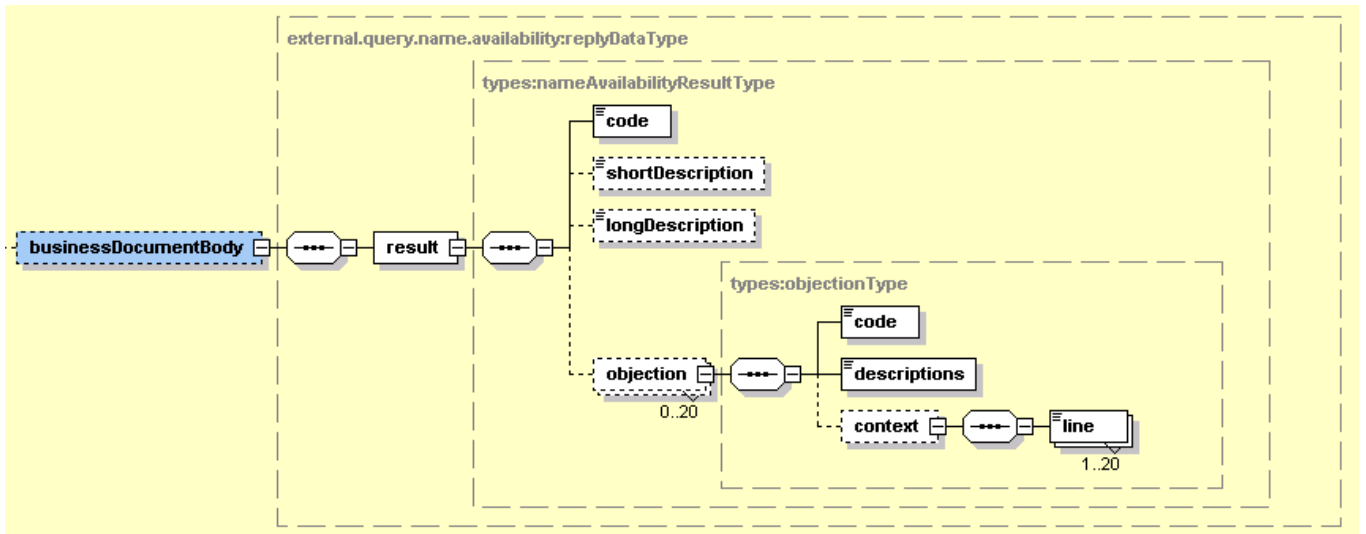 external.query.name.availability:replyDataType
types:nameAvailabilityResultType
code
shortDescription
longDescription
businessDocumentBody
result
types:objectionType
code
objection
descriptions
0..20
context
line
1..20